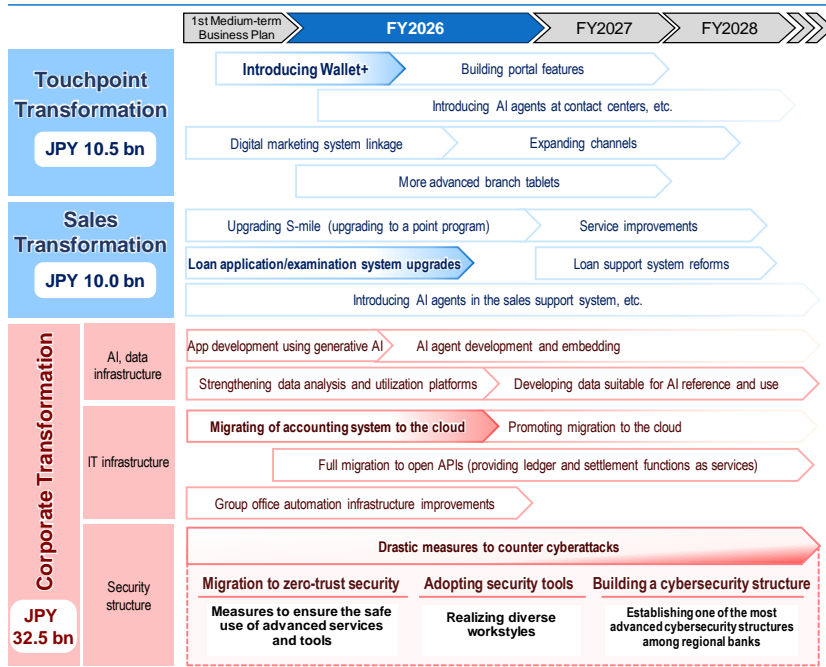 1st Medium-term
Business Plan
FY2026
FY2027
FY2028
Touchpoint
Transformation
JPY 10.5 bn
Introducing Wallet+
Building portal features
Introducing AI agents at contact centers, etc.
Digital marketing system linkage
Expanding channels
More advanced branch tablets
Sales
Transformation
JPY 10.0 bn
Upgrading S-mile (upgrading to a point program)
Service improvements
Loan application/examination system upgrades
Loan support system reforms
Introducing AI agents in the sales support system, etc.
Corporate Transformation
JPY
32.5 bn
AI, data
infrastructure
App development using generative AI
AI agent development and embedding
Strengthening data analysis and utilization platforms
Developing data suitable for AI reference and use
IT infrastructure
Migrating of accounting system to the cloud
Promoting migration to the cloud
Full migration to open APIs (providing ledger and settlement functions as services)
Group office automation infrastructure improvements
Security
structure
Drastic measures to counter cyberattacks
Migration to zero-trust security
Measures to ensure the safe
use of advanced services
and tools
Adopting security tools
Realizing diverse
workstyles
Building a cybersecurity structure
Establishing one of the most
advanced cybersecurity structures
among regional banks